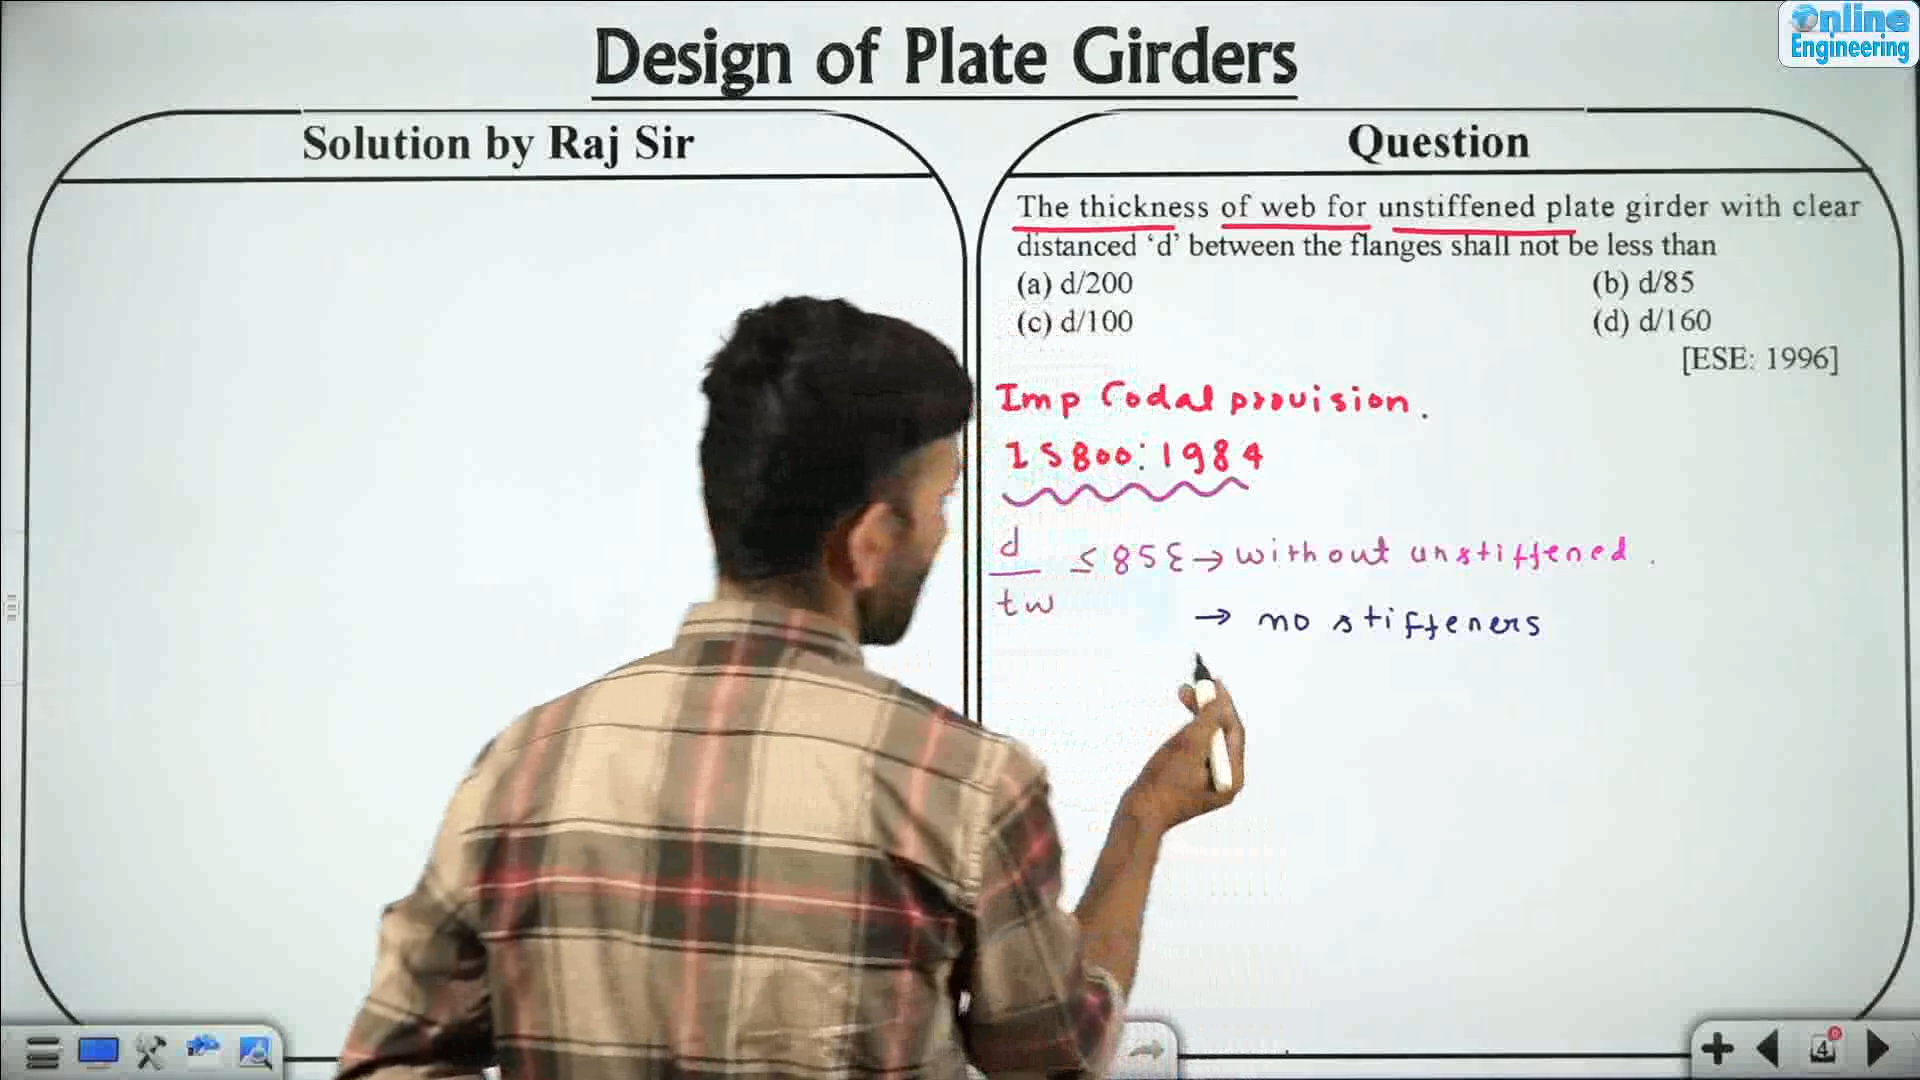 Online
Engineering
Design of Plate Girders
Solution by Raj Sir
Question
The thickness of web for unstiffened plate girder with clear
distanced ‘d’ between the flanges shall not be less than
(a) d/200 (b) d/85
(c) d/100 (d) d/160
[ESE: 1996]
Imp Codal provision.
IS 800: 1984
d/tw ≤ 85ε → without unstiffened.
→ no stiffeners
4